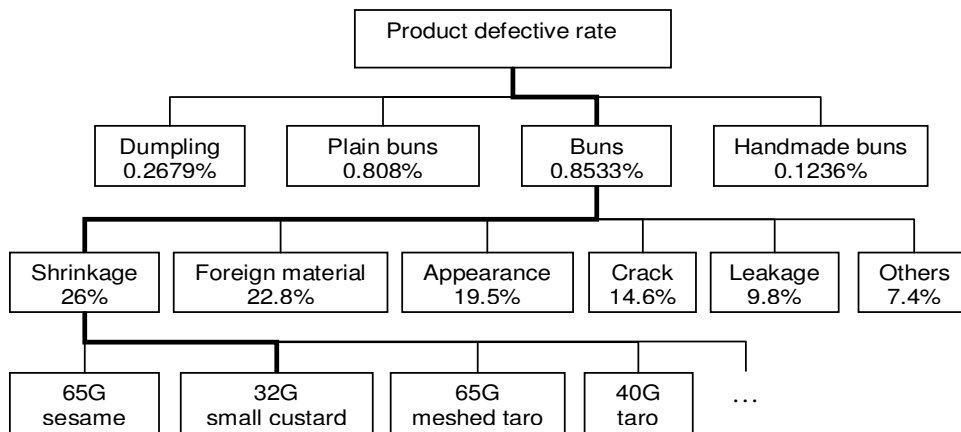 Product defective rate
Dumpling
0.2679%
Plain buns
0.808%
Buns
0.8533%
Handmade buns
0.1236%
Shrinkage
26%
Foreign material
22.8%
Appearance
19.5%
Crack
14.6%
Leakage
9.8%
Others
7.4%
65G
sesame
32G
small custard
65G
meshed taro
40G
taro
...